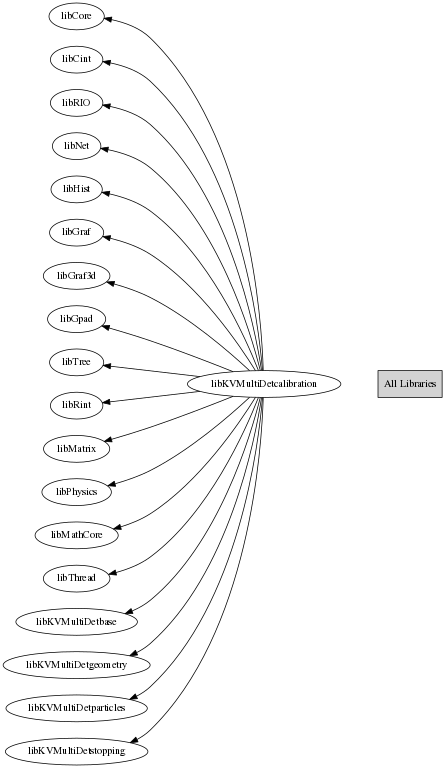 libCore
libCint
libRIO
libNet
libHist
libGraf
libGraf3d
libGpad
libTree
libKVMultiDetcalibration
All Libraries
libRint
libMatrix
libPhysics
libMathCore
libThread
libKVMultiDetbase
libKVMultiDetgeometry
libKVMultiDetparticles
libKVMultiDetstopping